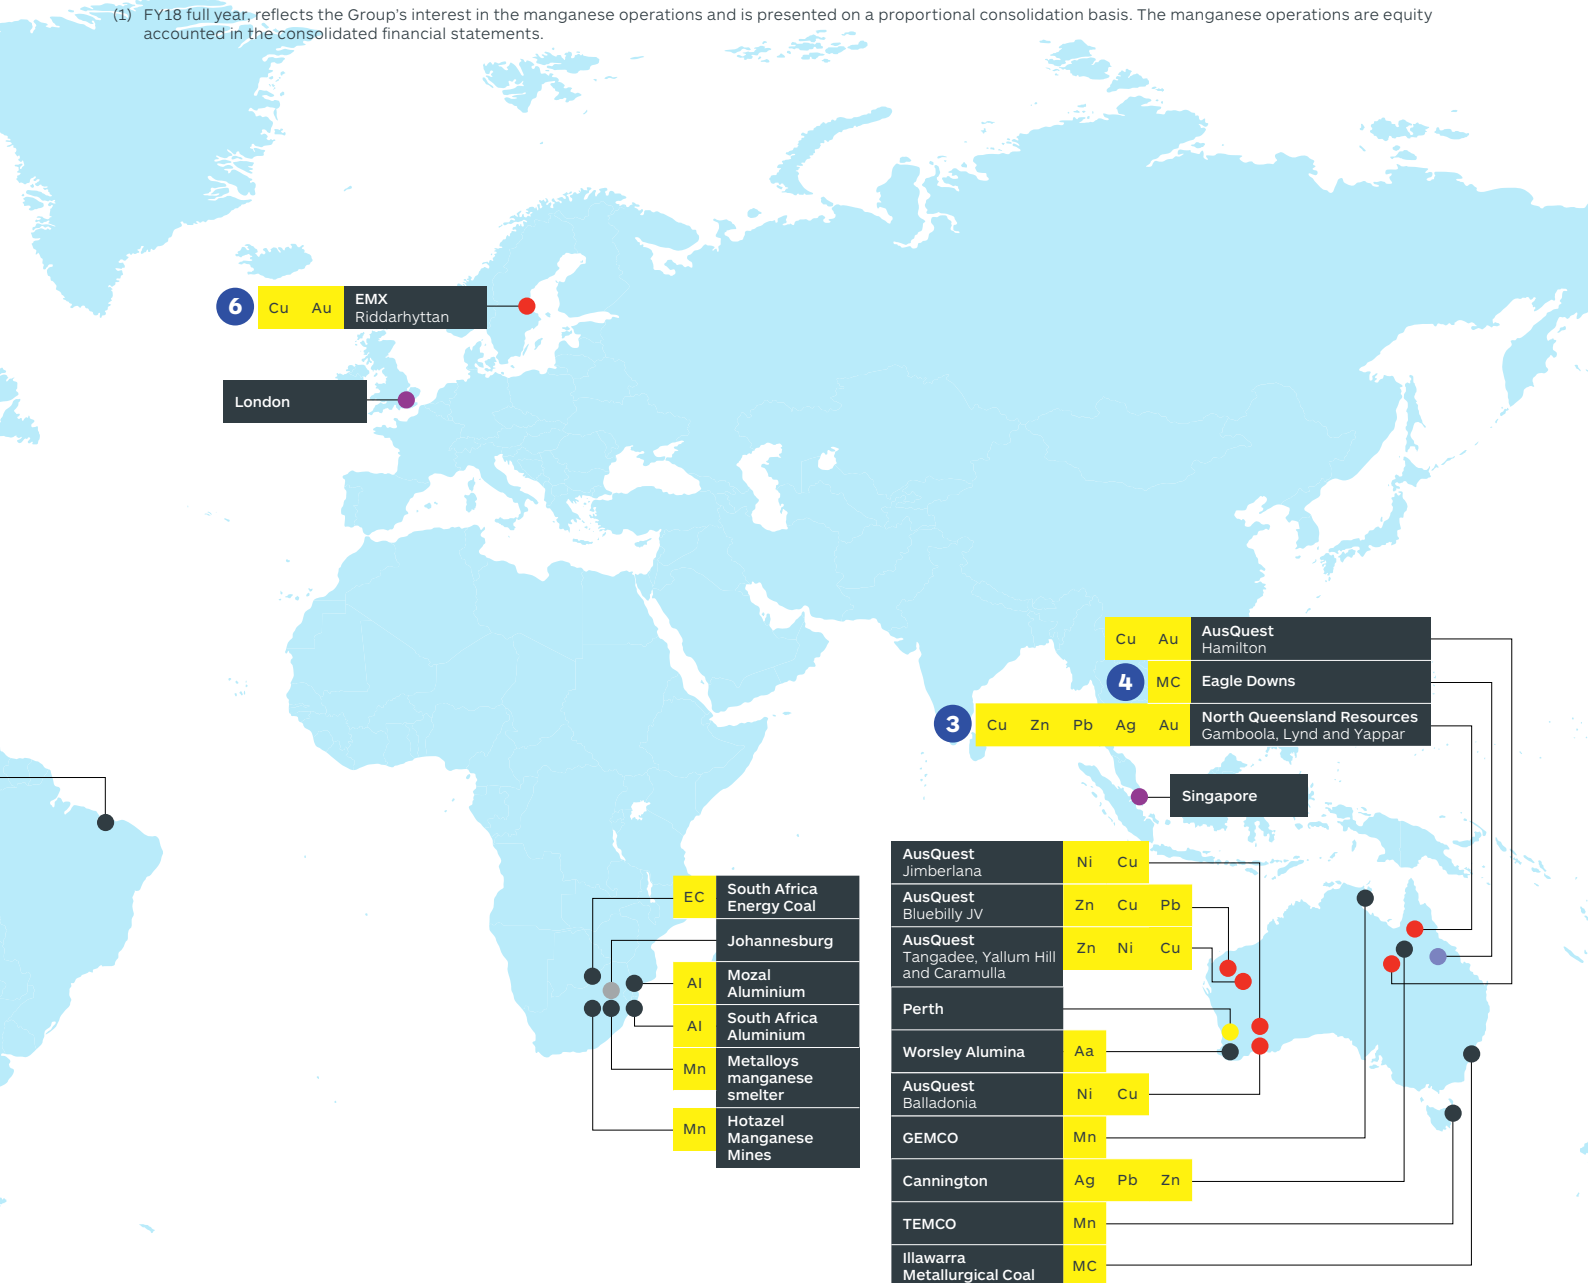 (1) FY18 full year, reflects the Group's interest in the manganese operations and is presented on a proportional consolidation basis. The manganese operations are equity
accounted in the consolidated financial statements.
6 Cu Au EMX
Riddarhyttan
London
Cu Au AusQuest
Hamilton
4 MC Eagle Downs
3 Cu Zn Pb Ag Au North Queensland Resources
Gamboola, Lynd and Yappar
Singapore
EC South Africa
Energy Coal
Johannesburg
Al Mozal
Aluminium
Al South Africa
Aluminium
Mn Metalloys
manganese
smelter
Mn Hotazel
Manganese
Mines
AusQuest Ni Cu
Jimberlana
AusQuest Zn Cu Pb
Bluebilly JV
AusQuest Zn Ni Cu
Tangadee, Yallum Hill
and Caramulla
Perth
Worsley Alumina Aa
AusQuest Ni Cu
Balladonia
GEMCO Mn
Cannington Ag Pb Zn
TEMCO Mn
Illawarra MC
Metallurgical Coal